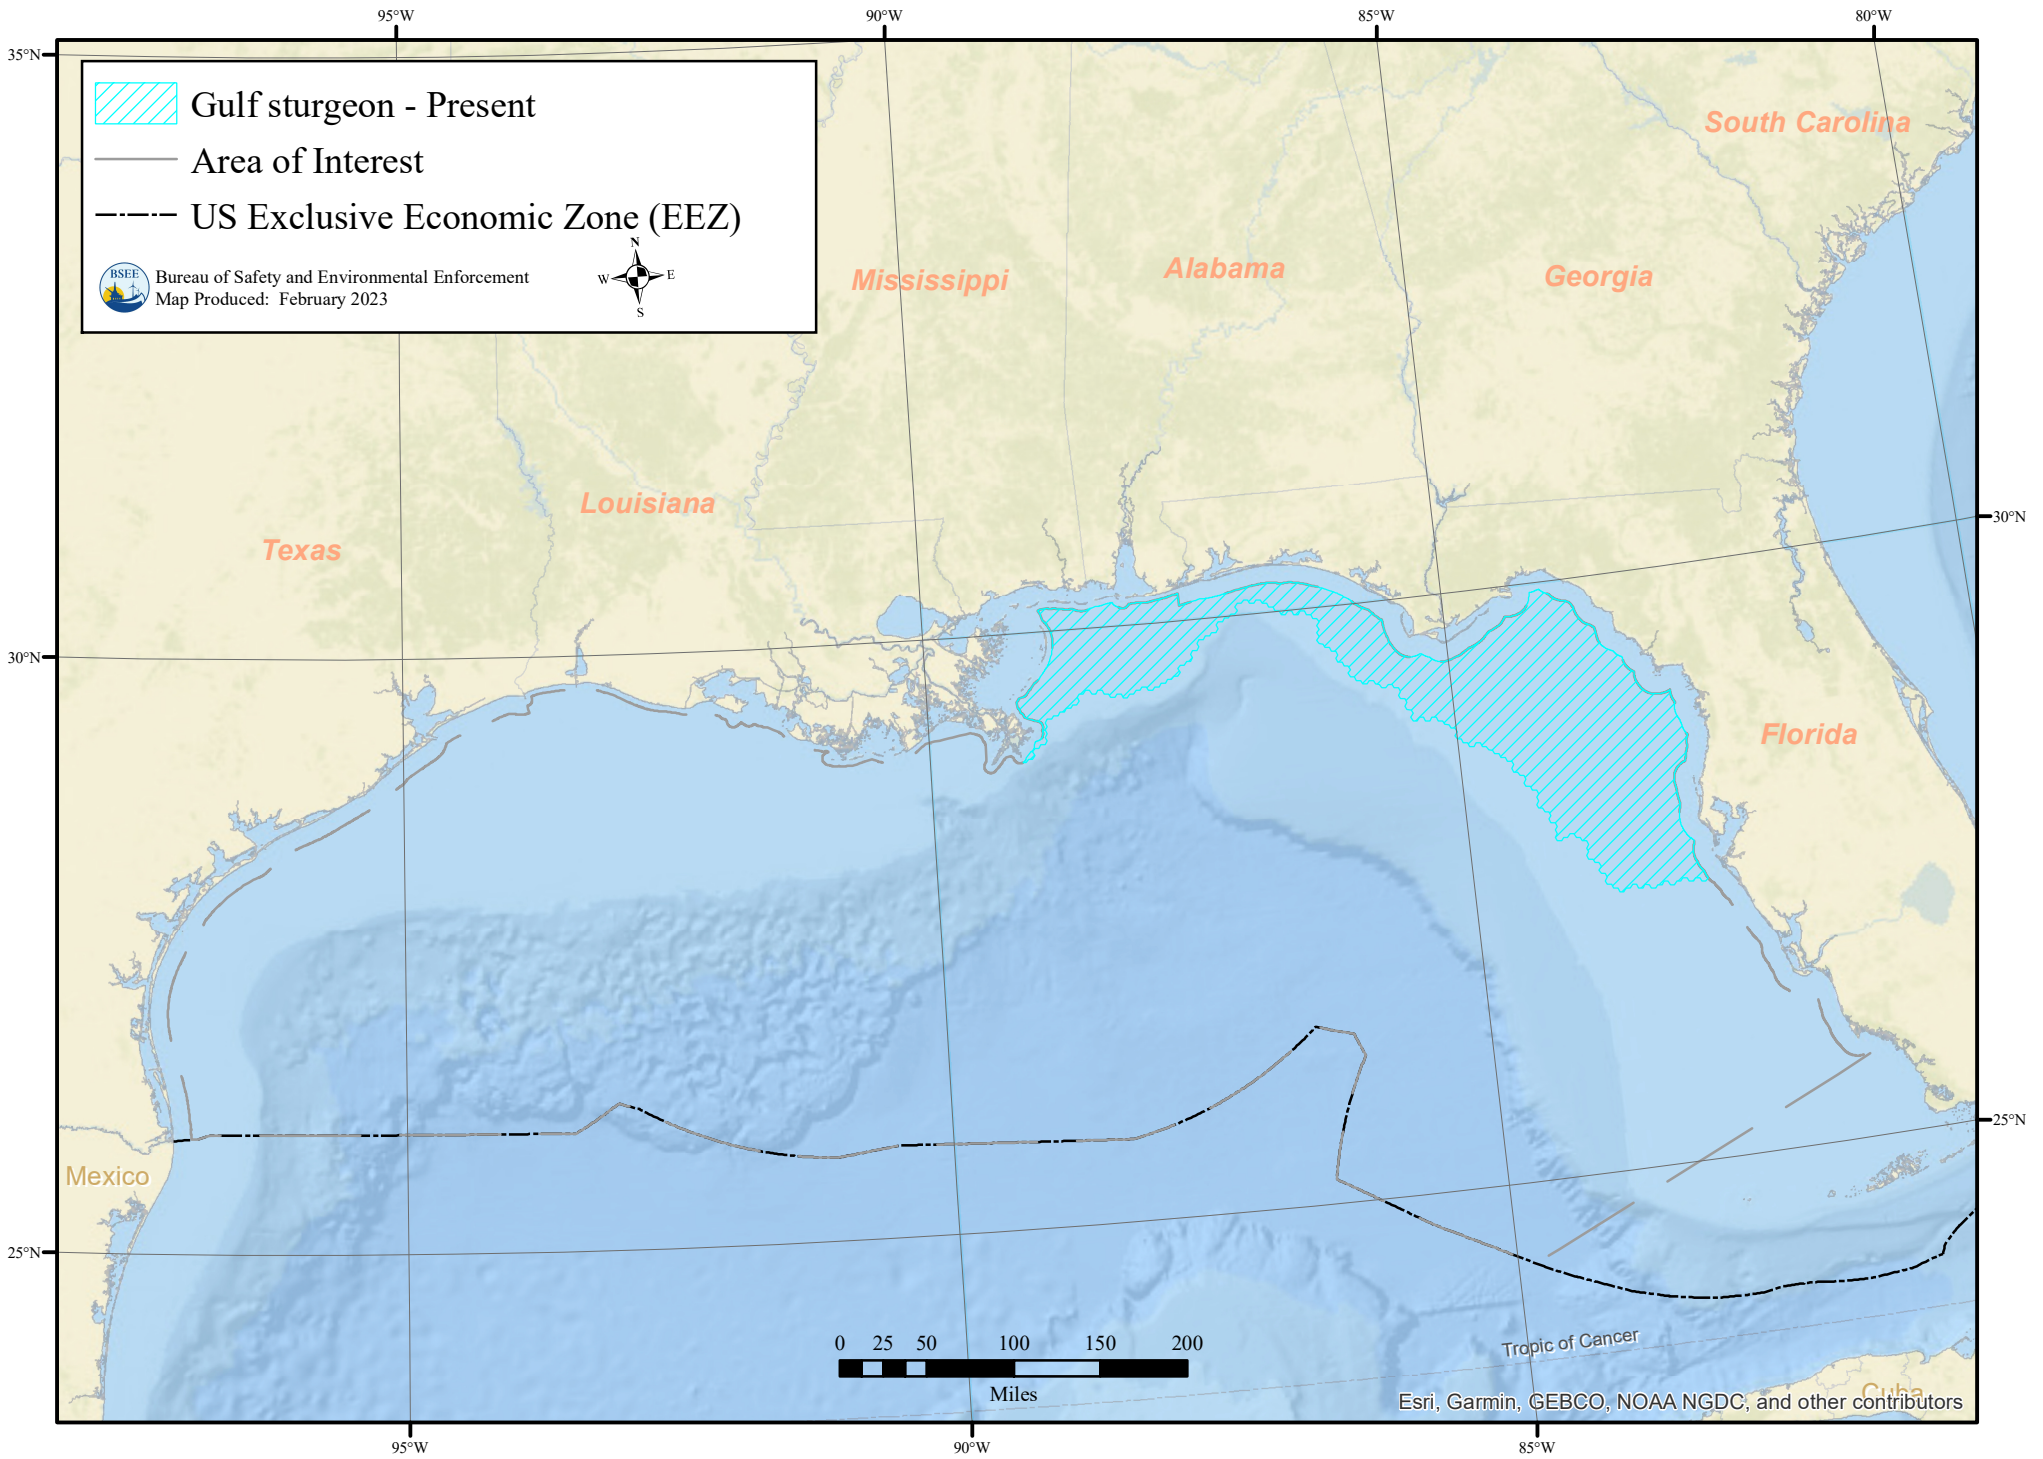 95°W 90°W 85°W 80°W
35°N
Gulf sturgeon - Present
Area of Interest
US Exclusive Economic Zone (EEZ)
N
W E
S
BSEE
Bureau of Safety and Environmental Enforcement
Map Produced: February 2023
South Carolina
Mississippi
Alabama
Georgia
Louisiana
Texas
30°N
30°N
Florida
25°N
Mexico
25°N
0 25 50 100 150 200
Miles
Tropic of Cancer
Cuba
Esri, Garmin, GEBCO, NOAA NGDC, and other contributors
95°W 90°W 85°W